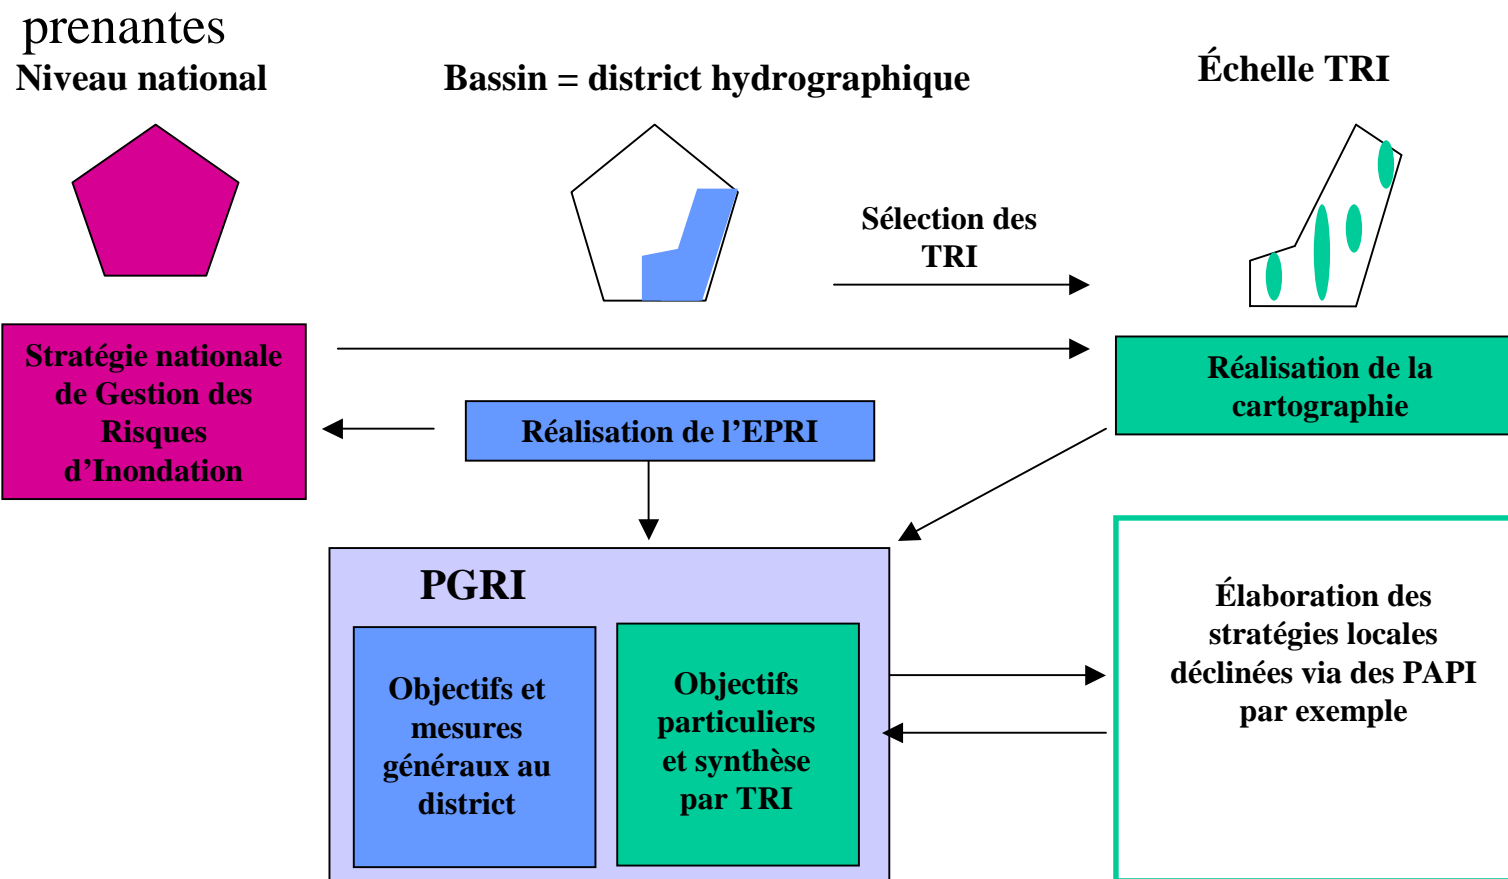 prenantes
Niveau national
Bassin = district hydrographique
Échelle TRI
Sélection des
TRI
Stratégie nationale
de Gestion des
Risques
d’Inondation
Réalisation de l’EPRI
Réalisation de la
cartographie
PGRI
Objectifs et
mesures
généraux au
district
Objectifs
particuliers
et synthèse
par TRI
Élaboration des
stratégies locales
déclinées via des PAPI
par exemple